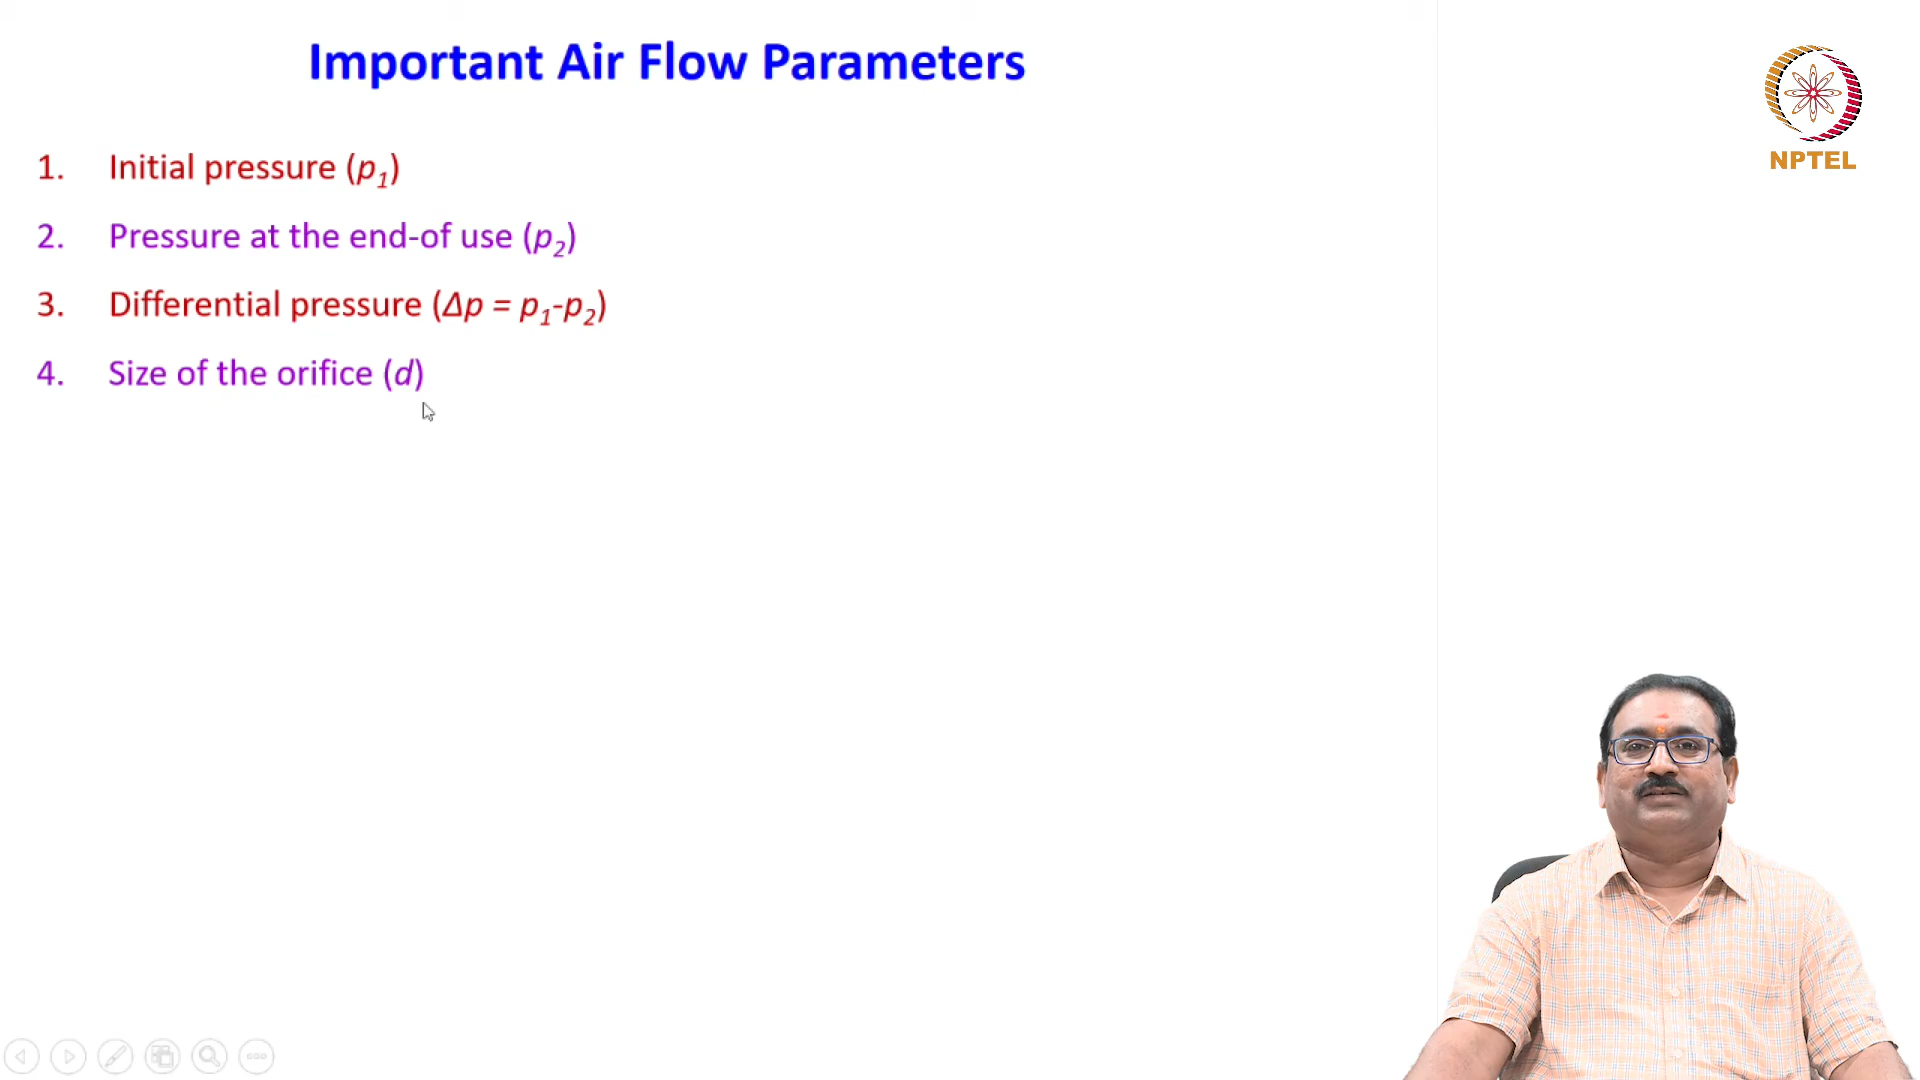 Important Air Flow Parameters
NPTEL
1. Initial pressure (p₁)
2. Pressure at the end-of use (p₂)
3. Differential pressure (Δp = p₁-p₂)
4. Size of the orifice (d)